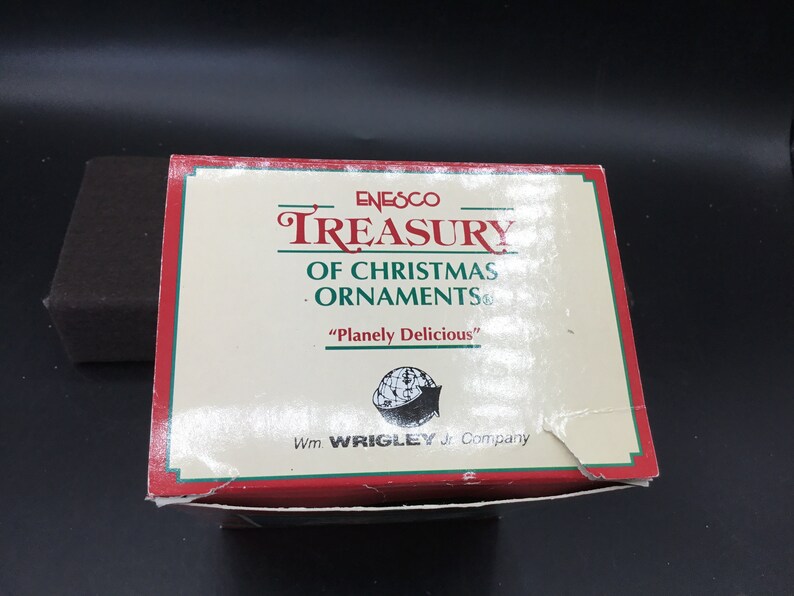 ENESCO
TREASURY
OF CHRISTMAS
ORNAMENTS®
“Planely Delicious”
Wm. WRIGLEY Jr. Company